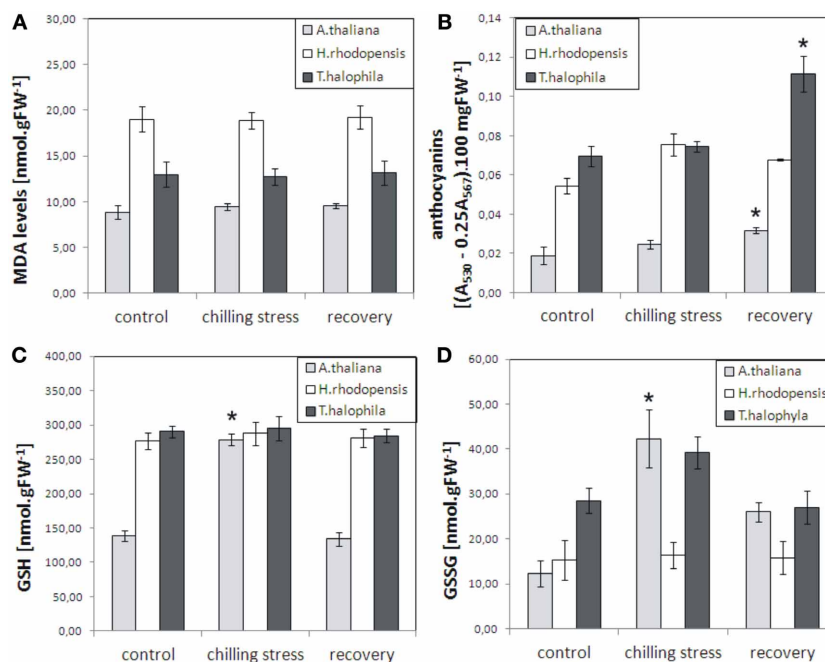 A
MDA levels [nmol.gFW-1]
30,00
25,00
20,00
15,00
10,00
5,00
0,00
A.thaliana
H.rhodopensis
T.halophila
control chilling stress recovery
B
anthocyanins
[(A530 - 0.25A567).100 mgFW-1]
0,14
0,12
0,1
0,08
0,06
0,04
0,02
0,00
A.thaliana
H.rhodopensis
T.halophila
*
*
control chilling stress recovery
C
GSH [nmol.gFW-1]
400,00
350,00
300,00
250,00
200,00
150,00
100,00
50,00
0,00
A.thaliana
H.rhodopensis
T.halophila
*
control chilling stress recovery
D
GSSG [nmol.gFW-1]
60,00
50,00
40,00
30,00
20,00
10,00
0,00
A.thaliana
H.rhodopensis
T.halophyla
*
control chilling stress recovery